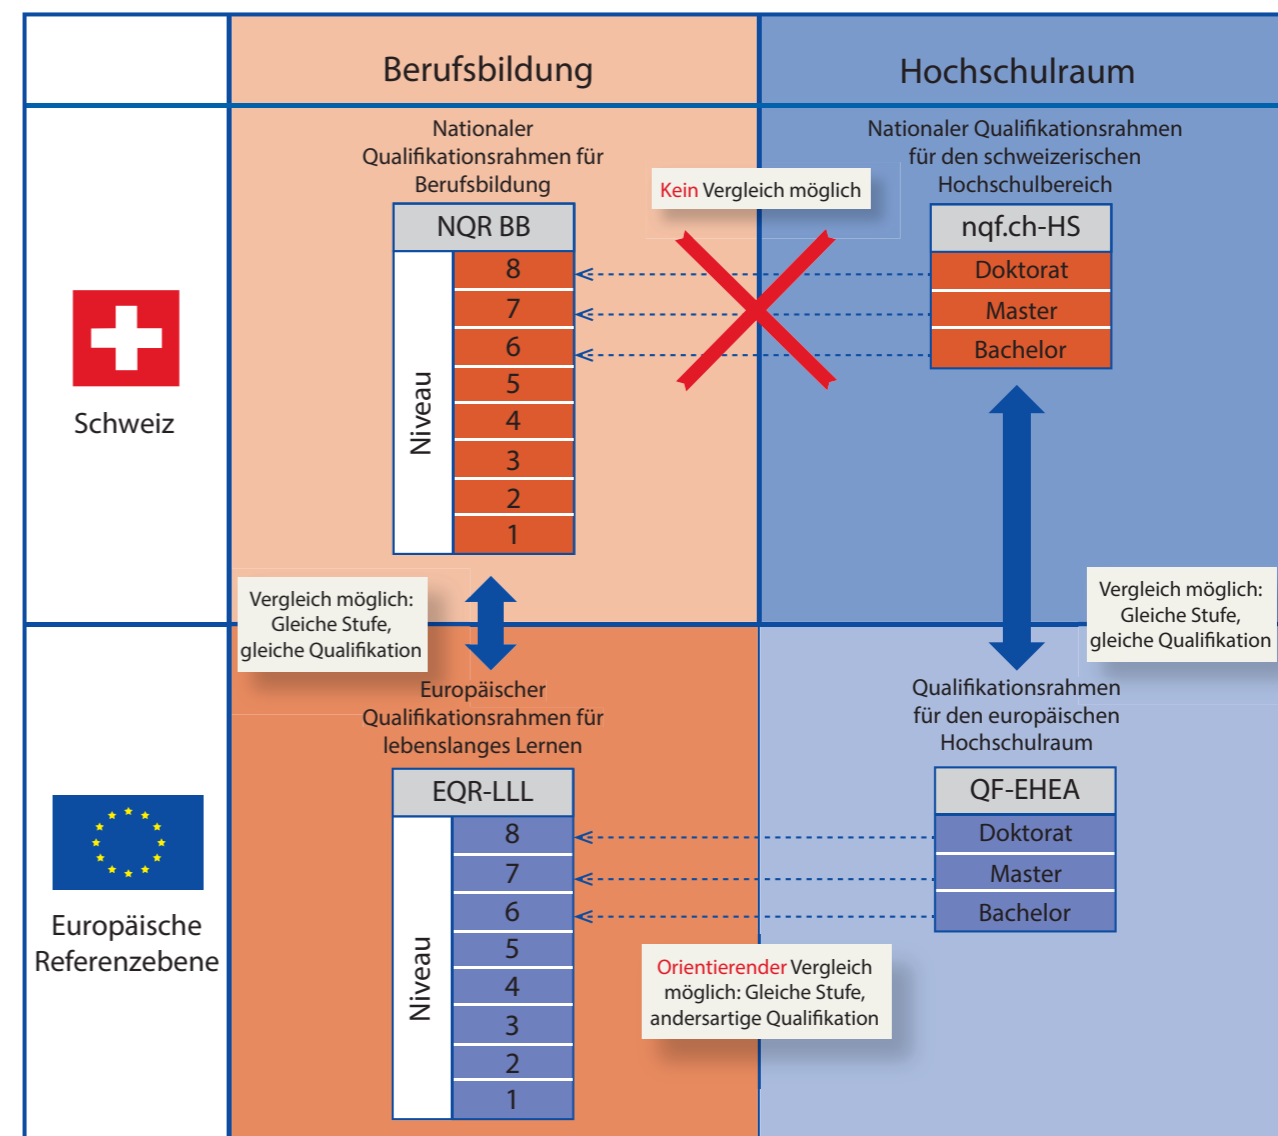 Berufsbildung
Hochschulraum
Schweiz
Nationaler
Qualifikationsrahmen für
Berufsbildung
NQR BB
Niveau
8
7
6
5
4
3
2
1
Kein Vergleich möglich
Nationaler Qualifikationsrahmen
für den schweizerischen
Hochschulbereich
nqf.ch-HS
Doktorat
Master
Bachelor
Vergleich möglich:
Gleiche Stufe,
gleiche Qualifikation
Vergleich möglich:
Gleiche Stufe,
gleiche Qualifikation
Europäische
Referenzebene
Europäischer
Qualifikationsrahmen für
lebenslanges Lernen
EQR-LLL
Niveau
8
7
6
5
4
3
2
1
Orientierender Vergleich
möglich: Gleiche Stufe,
andersartige Qualifikation
Qualifikationsrahmen
für den europäischen
Hochschulraum
QF-EHEA
Doktorat
Master
Bachelor